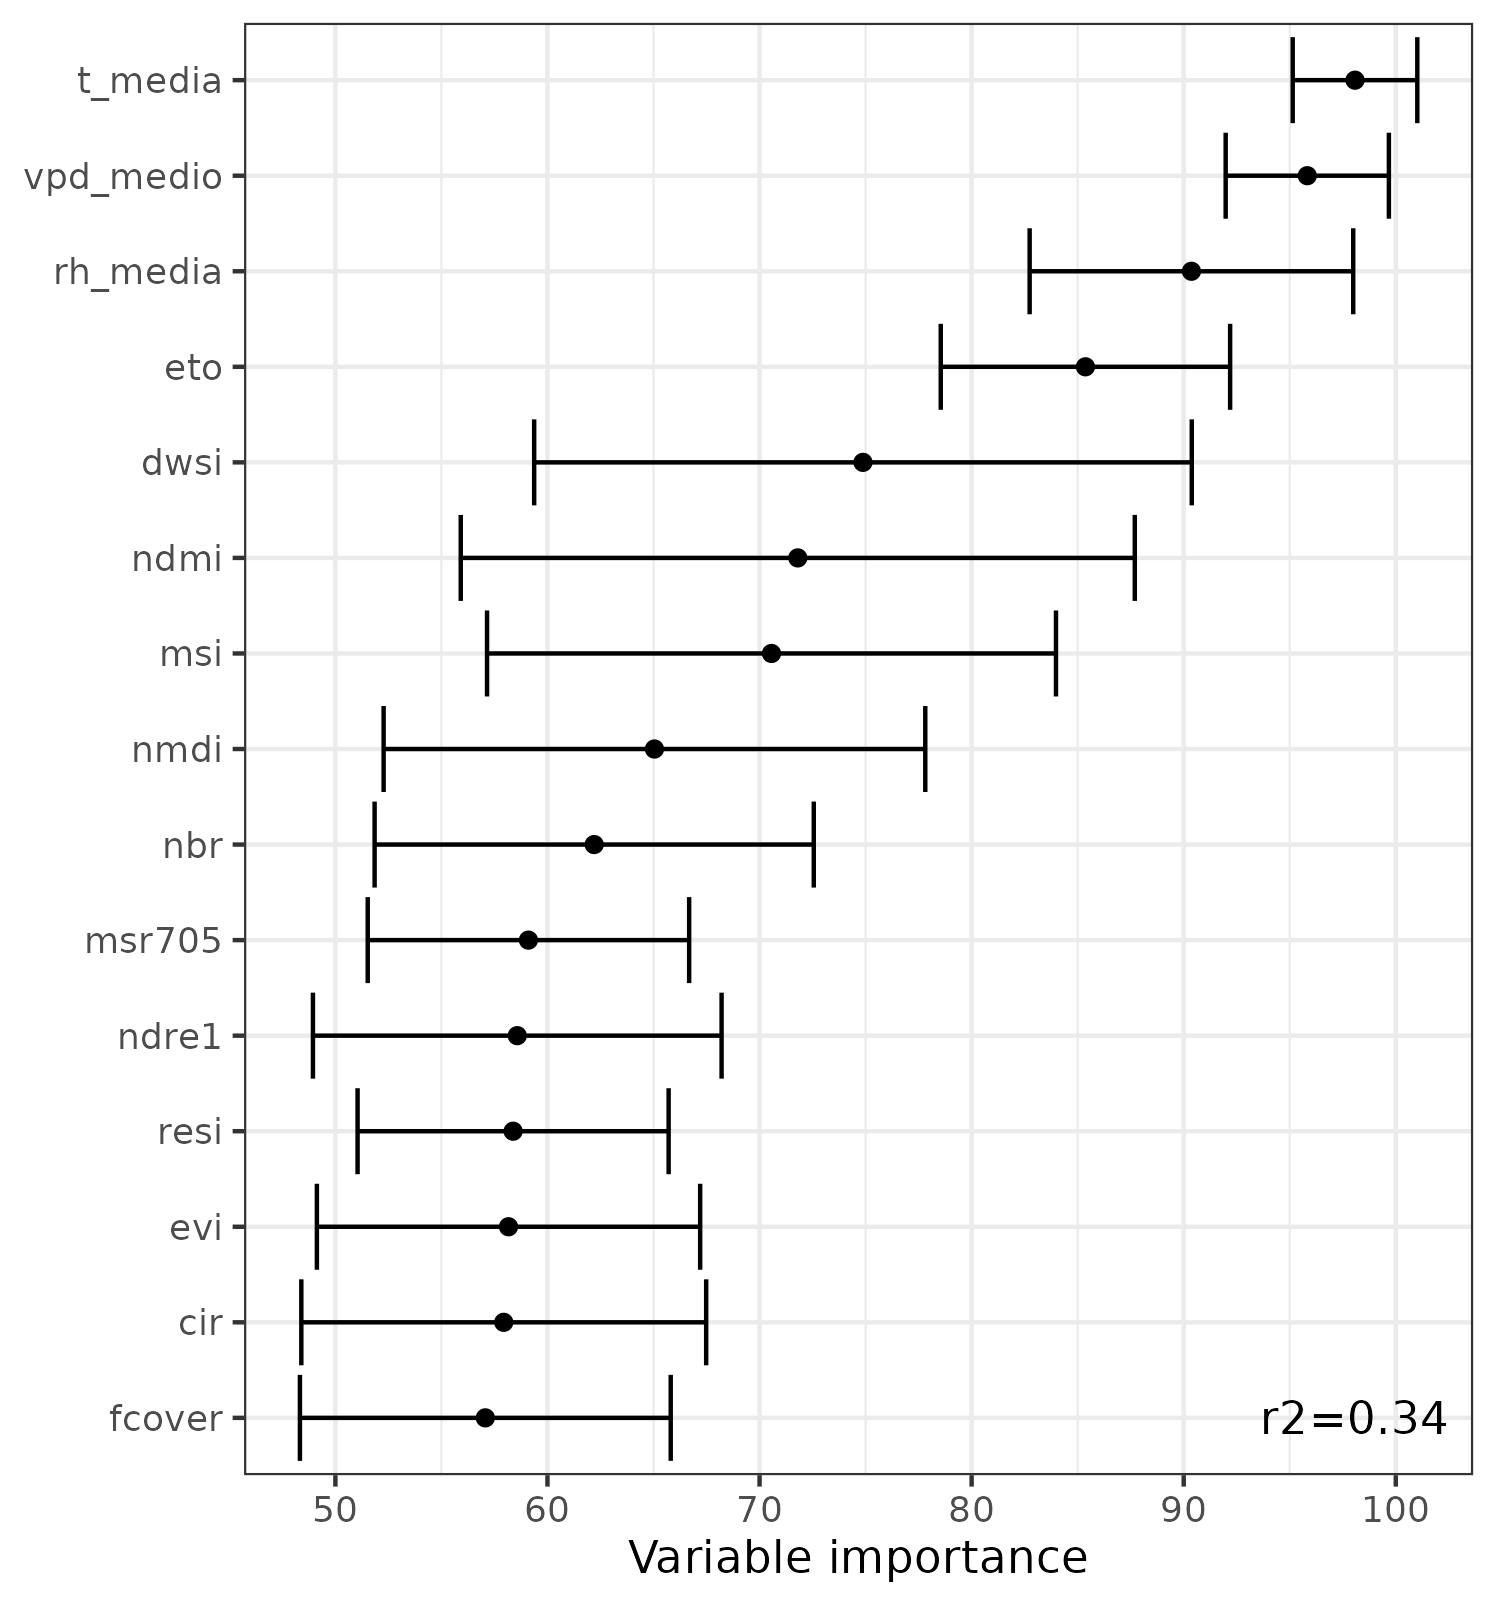 t_media
vpd_medio
rh_media
eto
dwsi
ndmi
msi
nmdi
nbr
msr705
ndre1
resi
evi
cir
fcover
r2=0.34
50 60 70 80 90 100
Variable importance